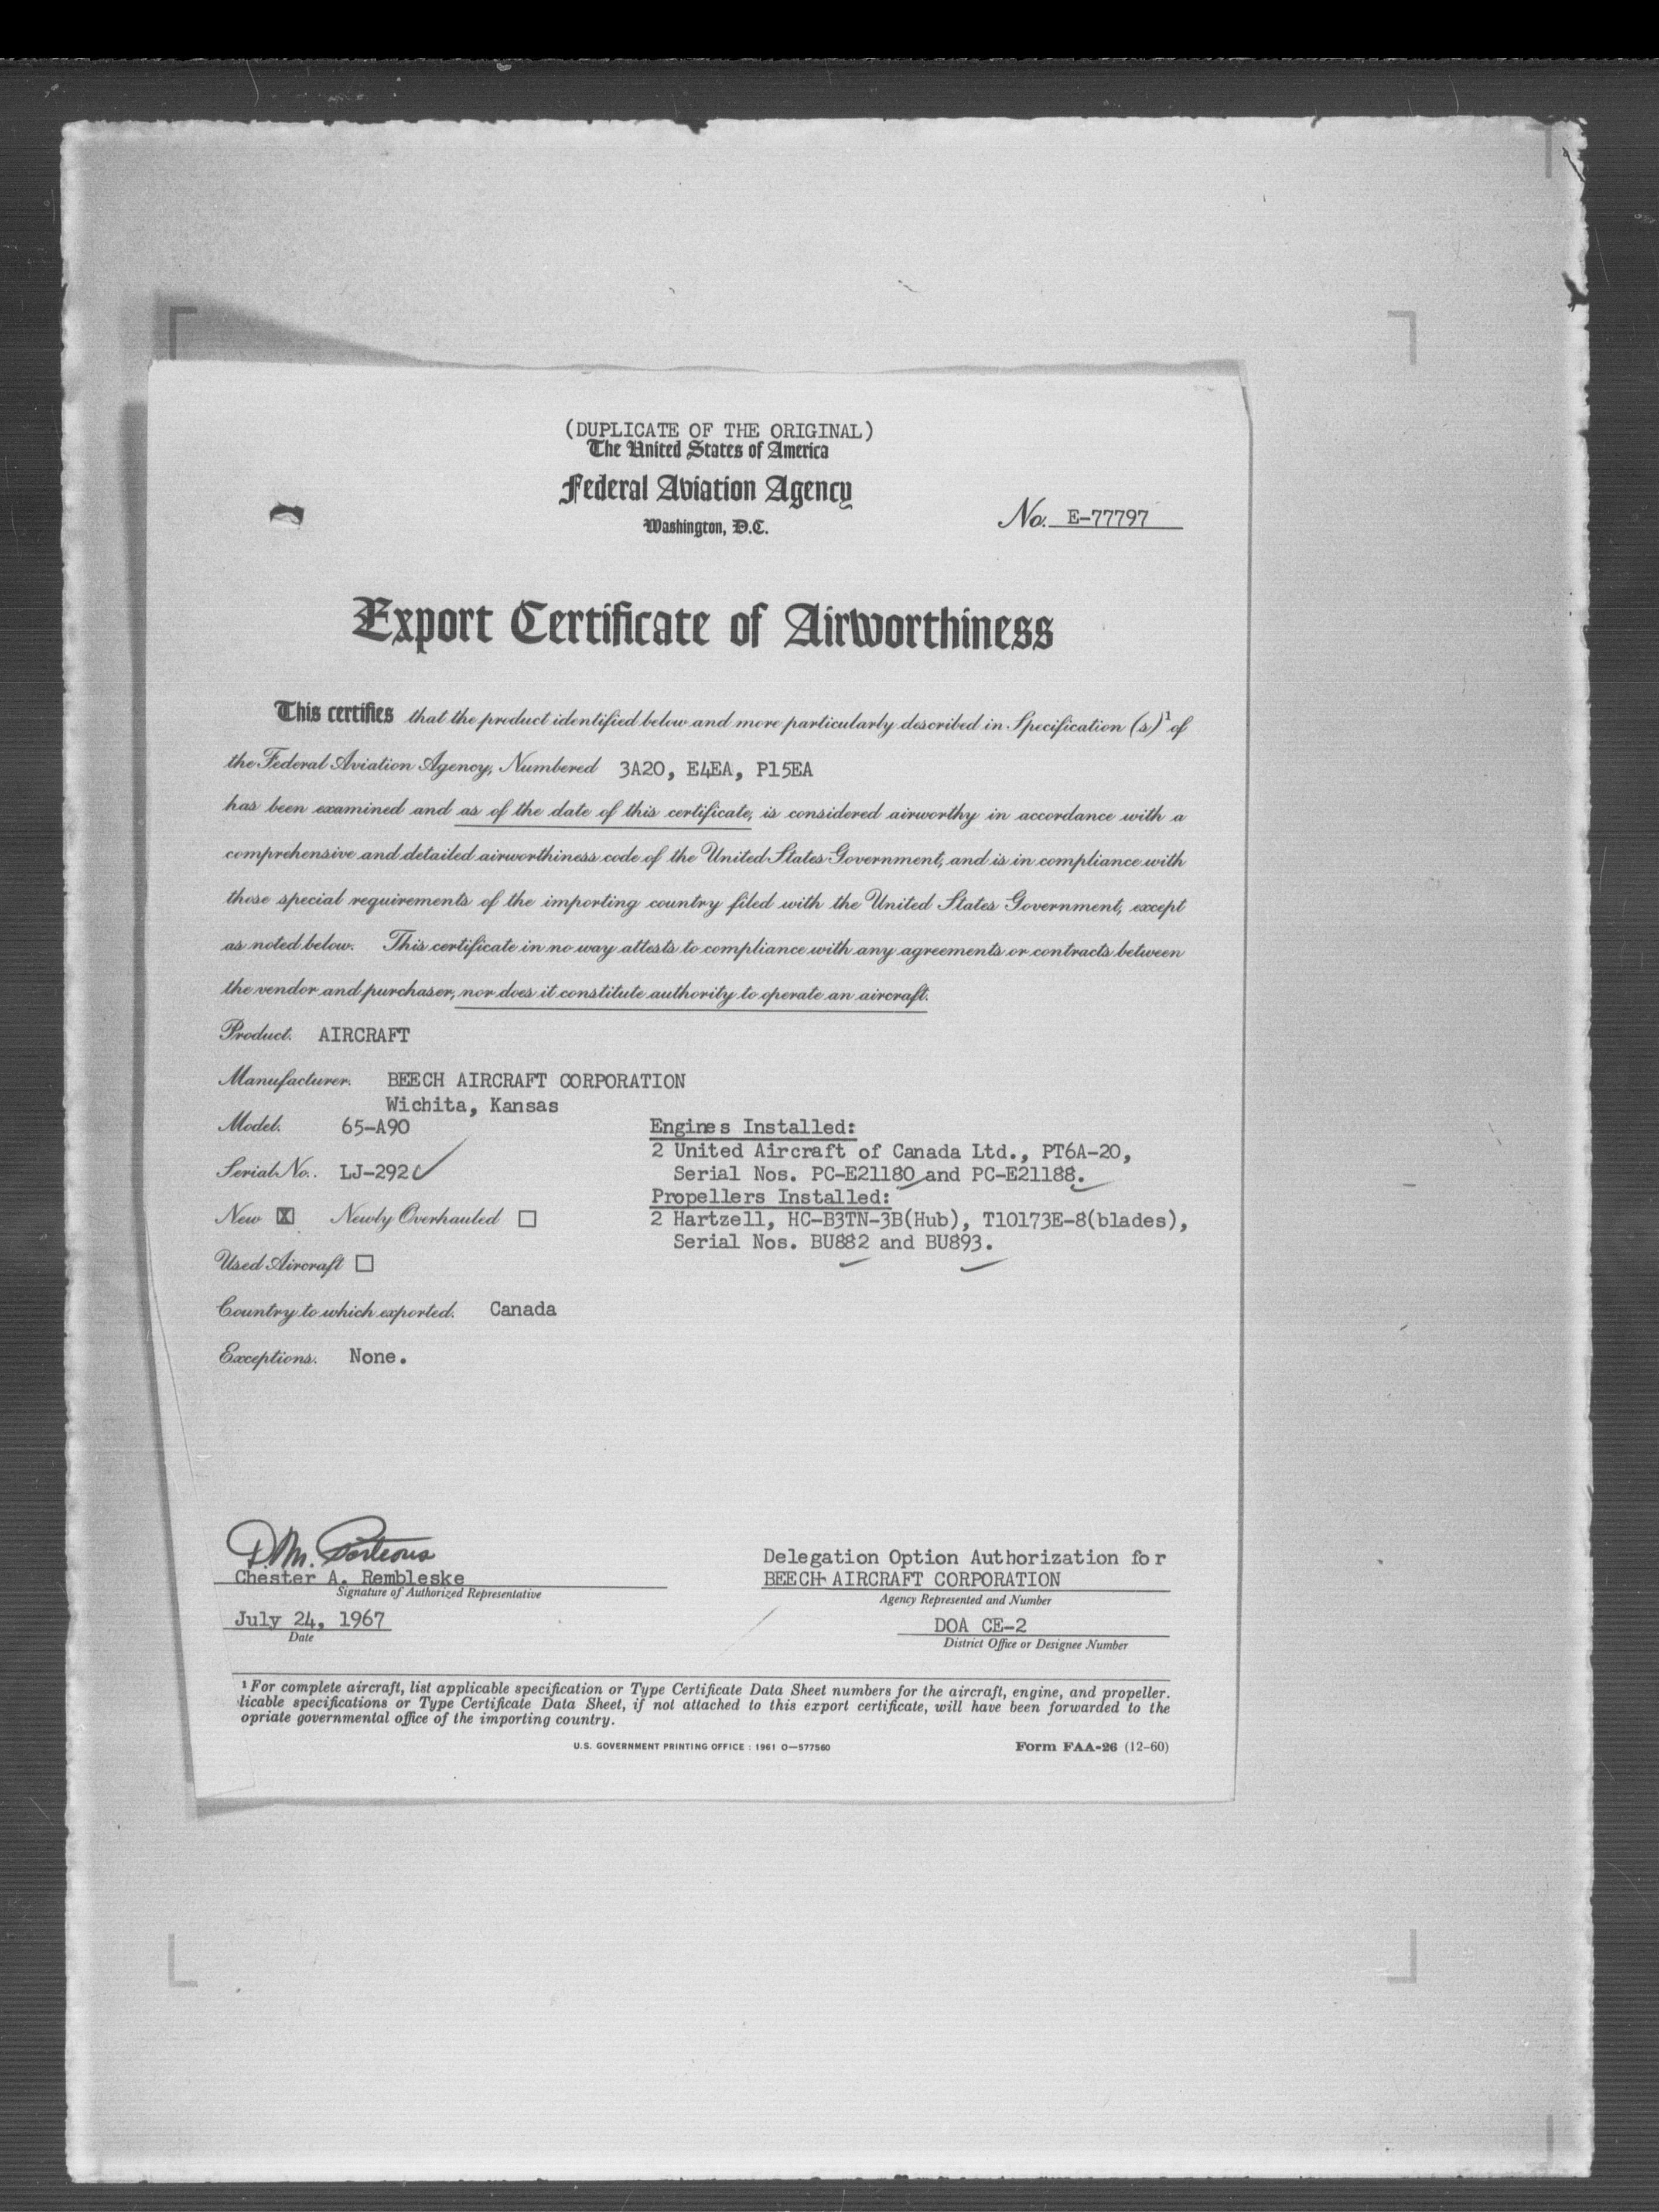 (DUPLICATE OF THE ORIGINAL)
The United States of America
Federal Aviation Agency
Washington, D.C.
No. E-77797
Export Certificate of Airworthiness
This certifies that the product identified below and more particularly described in Specification (s)¹ of
the Federal Aviation Agency, Numbered 3A20, E4EA, P15EA
has been examined and as of the date of this certificate, is considered airworthy in accordance with a
comprehensive and detailed airworthiness code of the United States Government, and is in compliance with
those special requirements of the importing country filed with the United States Government, except
as noted below. This certificate in no way attests to compliance with any agreements or contracts between
the vendor and purchaser, nor does it constitute authority to operate an aircraft.
Product. AIRCRAFT
Manufacturer. BEECH AIRCRAFT CORPORATION
Wichita, Kansas
Model. 65-A90
Serial No.. LJ-292
New X Newly Overhauled
Used Aircraft
Engines Installed:
2 United Aircraft of Canada Ltd., PT6A-20,
Serial Nos. PC-E21180 and PC-E21188.
Propellers Installed:
2 Hartzell, HC-B3TN-3B(Hub), T10173E-8(blades),
Serial Nos. BU882 and BU893.
Country to which exported. Canada
Exceptions. None.
D.M. Porteous
Chester A. Rembleske
Signature of Authorized Representative
July 24, 1967
Date
Delegation Option Authorization for
BEECH AIRCRAFT CORPORATION
Agency Represented and Number
DOA CE-2
District Office or Designee Number
¹ For complete aircraft, list applicable specification or Type Certificate Data Sheet numbers for the aircraft, engine, and propeller.
licable specifications or Type Certificate Data Sheet, if not attached to this export certificate, will have been forwarded to the
opriate governmental office of the importing country.
U.S. GOVERNMENT PRINTING OFFICE : 1961 O—577560
Form FAA-26 (12-60)